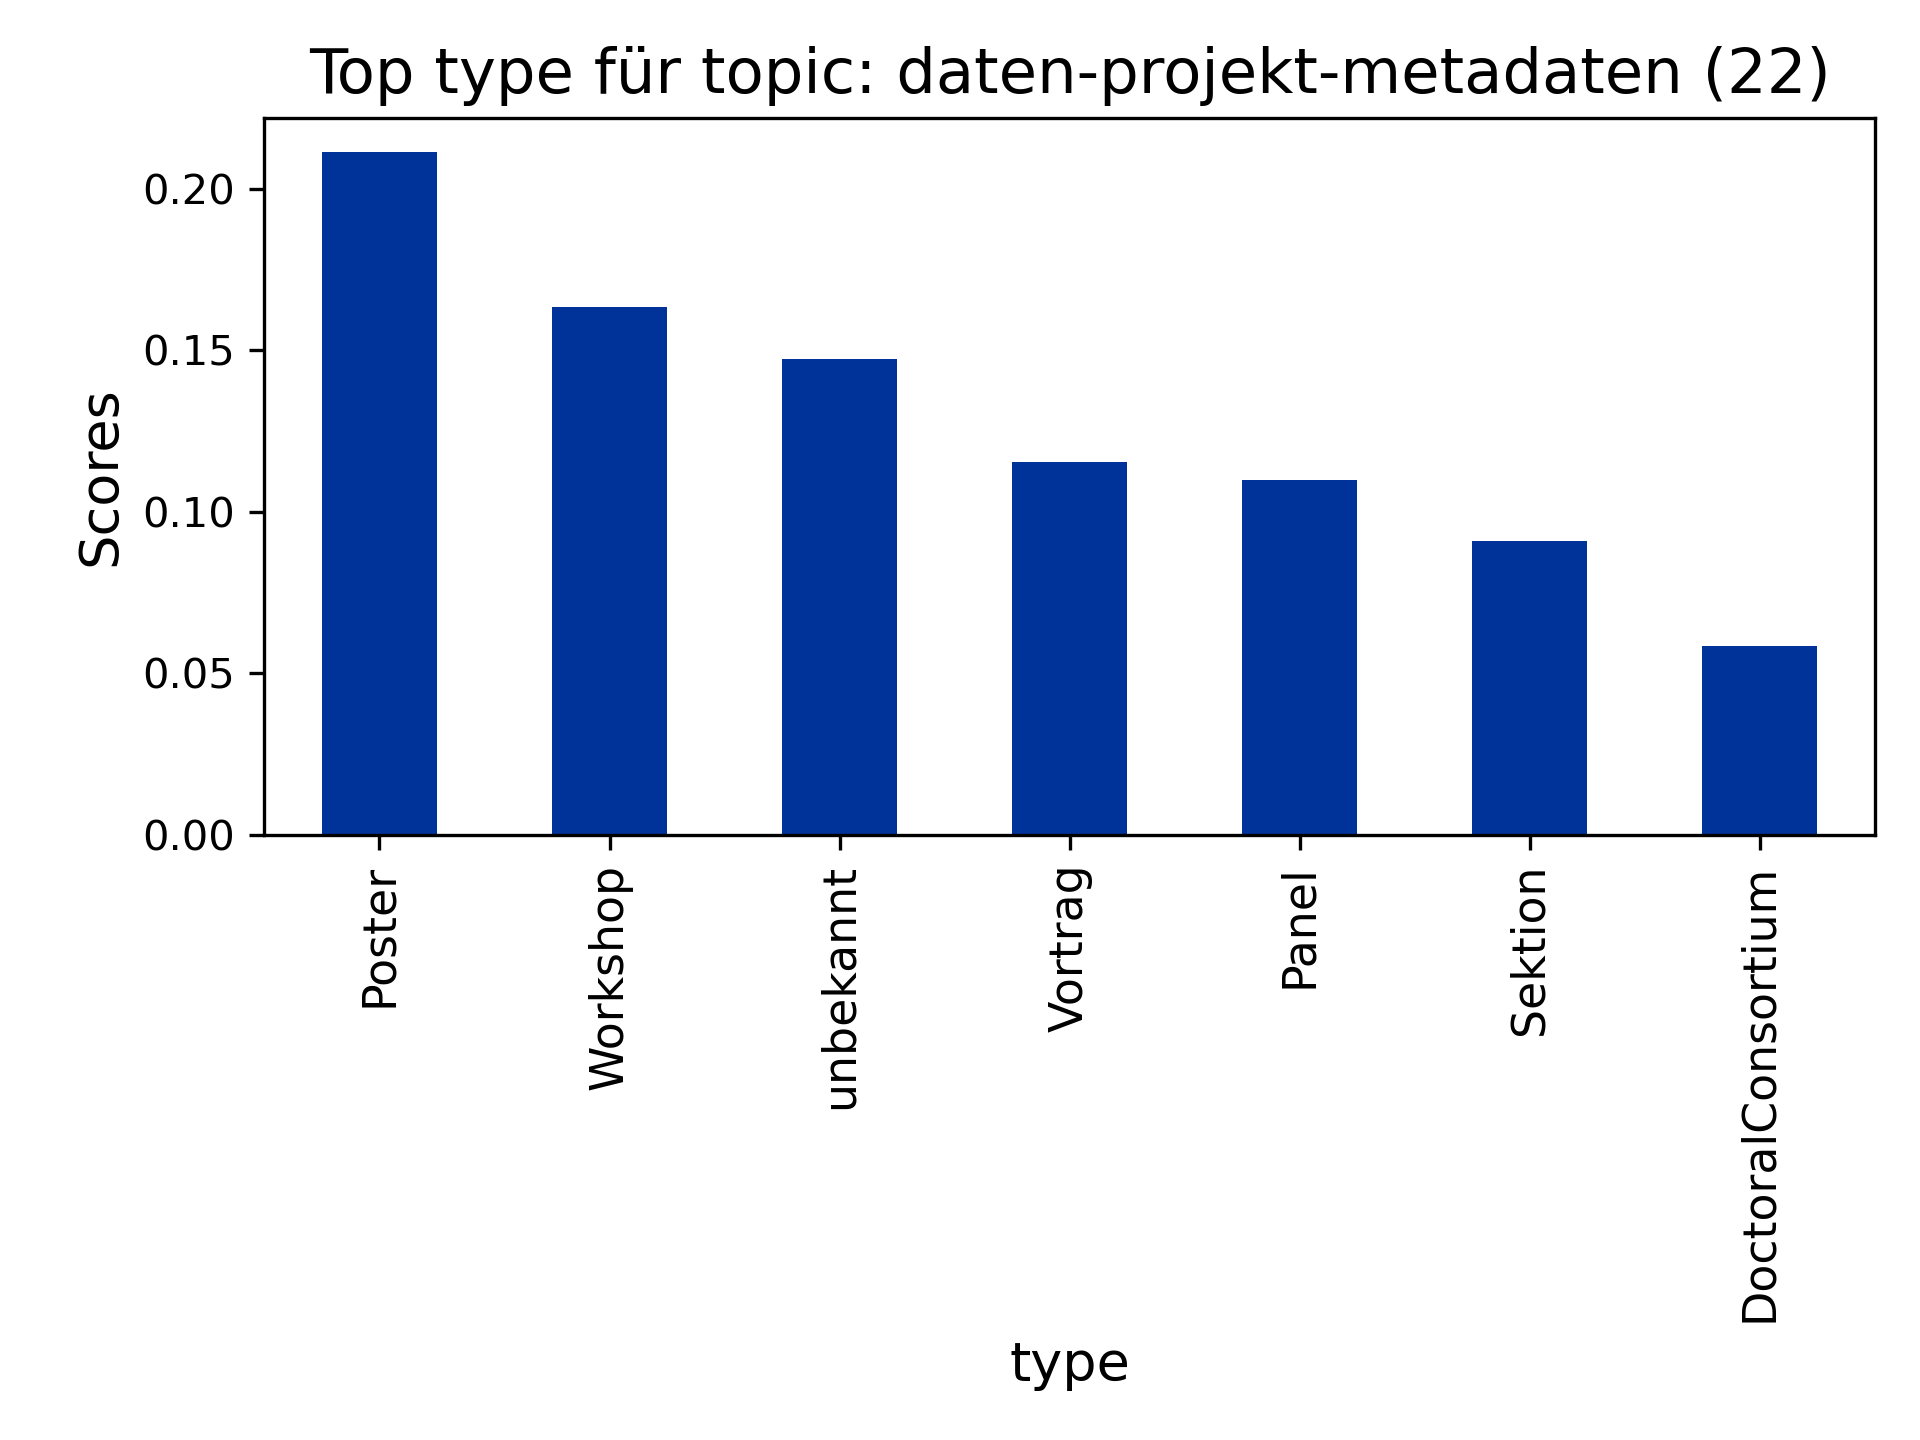 Top type für topic: daten-projekt-metadaten (22)
Scores
0.20
0.15
0.10
0.05
0.00
Poster
Workshop
unbekannt
Vortrag
Panel
Sektion
DoctoralConsortium
type